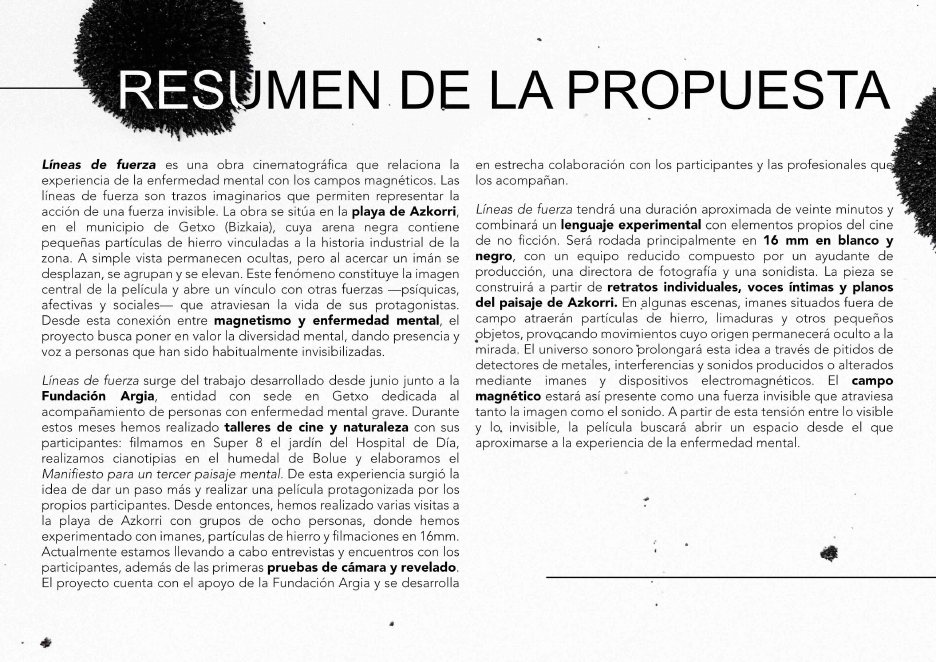 RESUMEN DE LA PROPUESTA
Líneas de fuerza es una obra cinematográfica que relaciona la
experiencia de la enfermedad mental con los campos magnéticos. Las
líneas de fuerza son trazos imaginarios que permiten representar la
acción de una fuerza invisible. La obra se sitúa en la playa de Azkorri,
en el municipio de Getxo (Bizkaia), cuya arena negra contiene
pequeñas partículas de hierro vinculadas a la historia industrial de la
zona. A simple vista permanecen ocultas, pero al acercar un imán se
desplazan, se agrupan y se elevan. Este fenómeno constituye la imagen
central de la película y abre un vínculo con otras fuerzas —psíquicas,
afectivas y sociales— que atraviesan la vida de sus protagonistas.
Desde esta conexión entre magnetismo y enfermedad mental, el
proyecto busca poner en valor la diversidad mental, dando presencia y
voz a personas que han sido habitualmente invisibilizadas.
Líneas de fuerza surge del trabajo desarrollado desde junio junto a la
Fundación Argia, entidad con sede en Getxo dedicada al
acompañamiento de personas con enfermedad mental grave. Durante
estos meses hemos realizado talleres de cine y naturaleza con sus
participantes: filmamos en Super 8 el jardín del Hospital de Día,
realizamos cianotipias en el humedal de Bolue y elaboramos el
Manifiesto para un tercer paisaje mental. De esta experiencia surgió la
idea de dar un paso más y realizar una película protagonizada por los
propios participantes. Desde entonces, hemos realizado varias visitas a
la playa de Azkorri con grupos de ocho personas, donde hemos
experimentado con imanes, partículas de hierro y filmaciones en 16mm.
Actualmente estamos llevando a cabo entrevistas y encuentros con los
participantes, además de las primeras pruebas de cámara y revelado.
El proyecto cuenta con el apoyo de la Fundación Argia y se desarrolla
en estrecha colaboración con los participantes y las profesionales que
los acompañan.
Líneas de fuerza tendrá una duración aproximada de veinte minutos y
combinará un lenguaje experimental con elementos propios del cine
de no ficción. Será rodada principalmente en 16 mm en blanco y
negro, con un equipo reducido compuesto por un ayudante de
producción, una directora de fotografía y una sonidista. La pieza se
construirá a partir de retratos individuales, voces íntimas y planos
del paisaje de Azkorri. En algunas escenas, imanes situados fuera de
campo atraerán partículas de hierro, limaduras y otros pequeños
objetos, provocando movimientos cuyo origen permanecerá oculto a la
mirada. El universo sonoro prolongará esta idea a través de pitidos de
detectores de metales, interferencias y sonidos producidos o alterados
mediante imanes y dispositivos electromagnéticos. El campo
magnético estará así presente como una fuerza invisible que atraviesa
tanto la imagen como el sonido. A partir de esta tensión entre lo visible
y lo invisible, la película buscará abrir un espacio desde el que
aproximarse a la experiencia de la enfermedad mental.